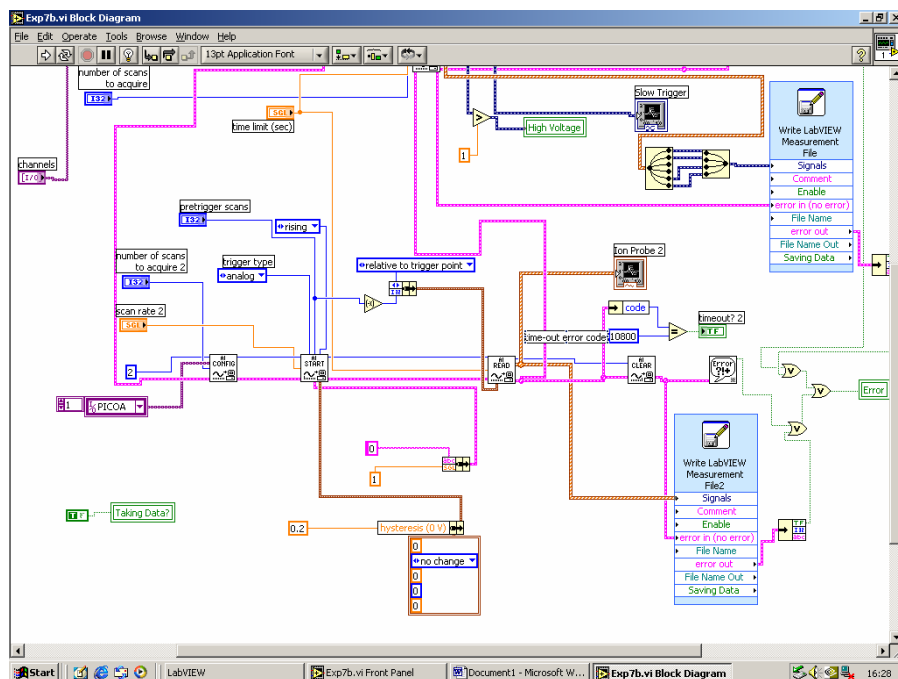 Exp7b.vi Block Diagram
File Edit Operate Tools Browse Window Help
13pt Application Font
number of scans
to acquire
I32
SGL
time limit (sec)
channels
I/O
Slow Trigger
>
High Voltage
1
Write LabVIEW
Measurement
File
Signals
Comment
Enable
error in (no error)
File Name
error out
File Name Out
Saving Data
pretrigger scans
I32
rising
number of scans
to acquire 2
I32
trigger type
analog
relative to trigger point
Ion Probe 2
scan rate 2
SGL
code
timeout? 2
time-out error code
10800
=
TF
2
AI
CONFIG
AI
START
AI
READ
AI
CLEAR
Error
?!+
V
V
V
Error
1
PICOA
0
abc
1
Write LabVIEW
Measurement
File2
Signals
Comment
Enable
error in (no error)
File Name
error out
File Name Out
Saving Data
TF
abc
TF
Taking Data?
0.2
hysteresis (0 V)
0
no change
0
0
0
Start
LabVIEW
Exp7b.vi Front Panel
Document1 - Microsoft W...
Exp7b.vi Block Diagram
16:28